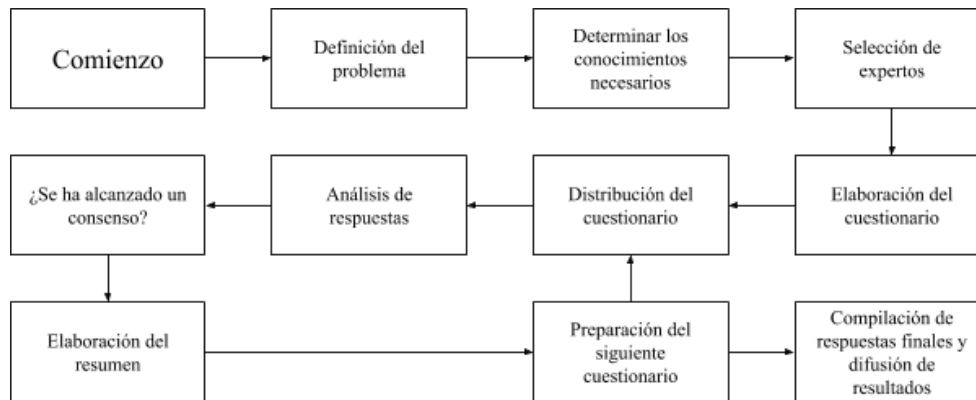 Comienzo
Definición del
problema
Determinar los
conocimientos
necesarios
Selección de
expertos
¿Se ha alcanzado un
consenso?
Análisis de
respuestas
Distribución del
cuestionario
Elaboración del
cuestionario
Elaboración del
resumen
Preparación del
siguiente
cuestionario
Compilación de
respuestas finales y
difusión de
resultados